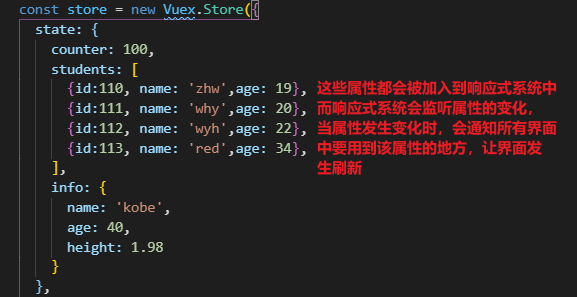 const store = new Vuex.Store({
state: {
counter: 100,
students: [
{id:110, name: 'zhw',age: 19}, 这些属性都会被加入到响应式系统中
{id:111, name: 'why',age: 20}, 而响应式系统会监听属性的变化，
{id:112, name: 'wyh',age: 22}, 当属性发生变化时，会通知所有界面
{id:113, name: 'red',age: 34}, 中要用到该属性的地方，让界面发
], 生刷新
info: {
name: 'kobe',
age: 40,
height: 1.98
}
},